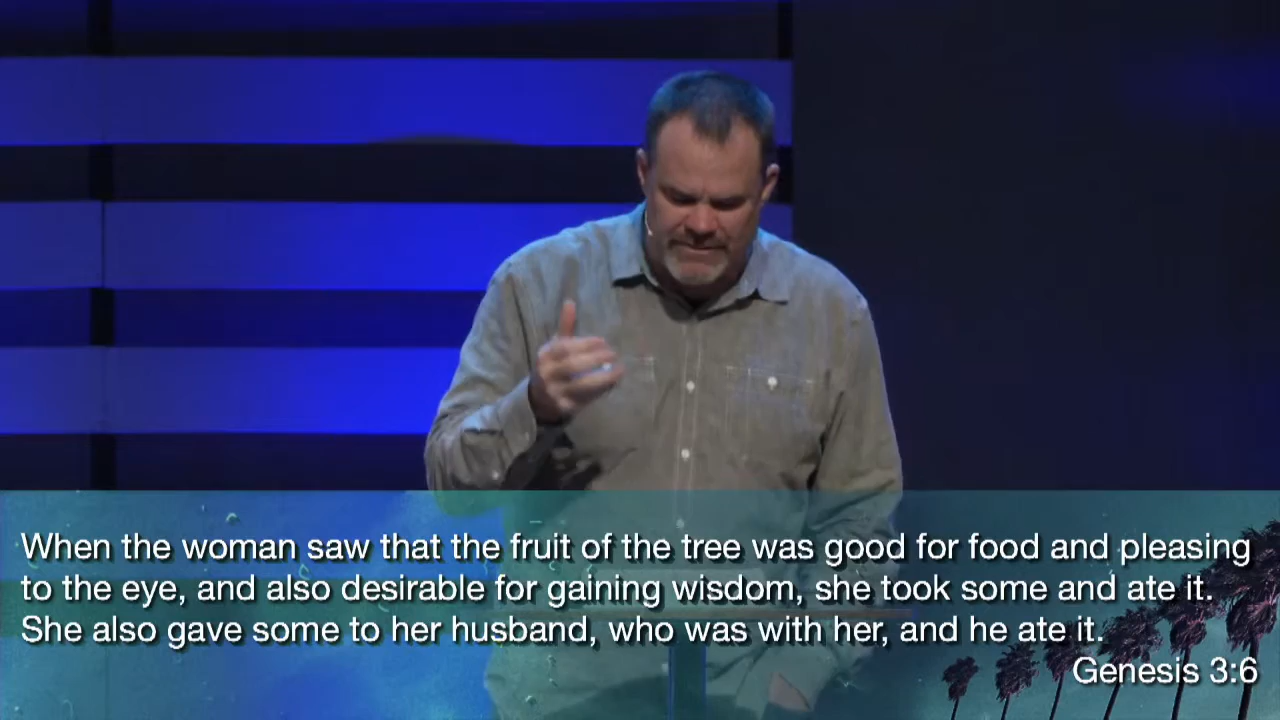 When the woman saw that the fruit of the tree was good for food and pleasing
to the eye, and also desirable for gaining wisdom, she took some and ate it.
She also gave some to her husband, who was with her, and he ate it.
Genesis 3:6